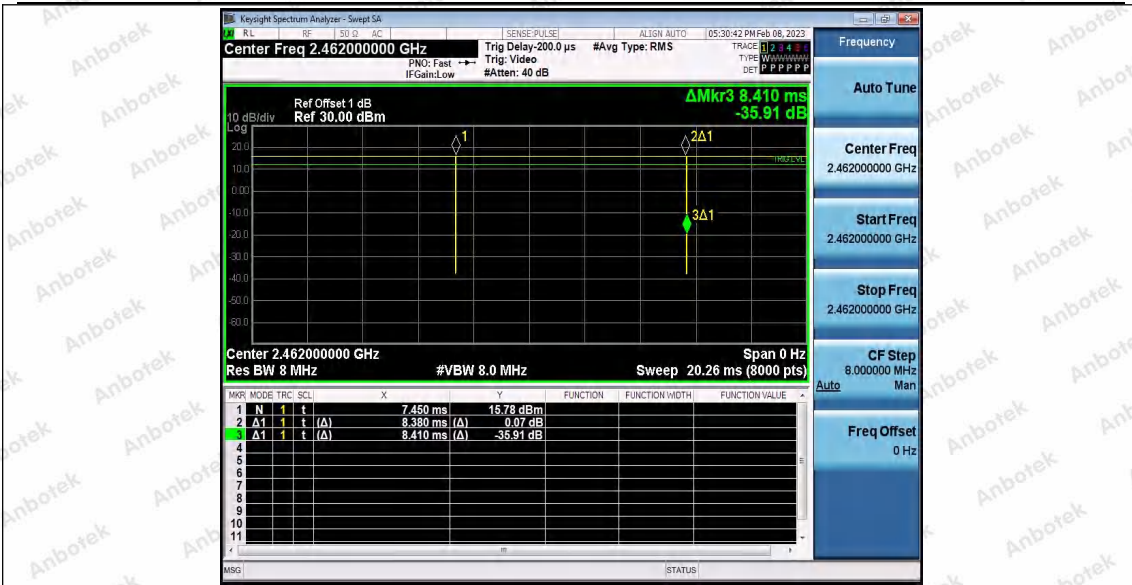 Keysight Spectrum Analyzer - Swept SA
RL RF 50 Ω AC SENSE:PULSE ALIGN AUTO 05:30:42 PM Feb 08, 2023
Center Freq 2.462000000 GHz Trig Delay-200.0 µs #Avg Type: RMS TRACE 1 2 3 4 5 6
PNO: Fast Trig: Video TYPE WWWWWW
IFGain:Low #Atten: 40 dB DET P P P P P P
ΔMkr3 8.410 ms
-35.91 dB
Ref Offset 1 dB
10 dB/div Ref 30.00 dBm
Log
20.0
10.0
0.00
-10.0
-20.0
-30.0
-40.0
-50.0
-60.0
1
2Δ1
TRIG LVL
3Δ1
Center 2.462000000 GHz Span 0 Hz
Res BW 8 MHz #VBW 8.0 MHz Sweep 20.26 ms (8000 pts)
MKR MODE TRC SCL X Y FUNCTION FUNCTION WIDTH FUNCTION VALUE
1 N 1 t 7.450 ms 15.78 dBm
2 Δ1 1 t (Δ) 8.380 ms (Δ) 0.07 dB
3 Δ1 1 t (Δ) 8.410 ms (Δ) -35.91 dB
4
5
6
7
8
9
10
11
MSG STATUS
Frequency
Auto Tune
Center Freq
2.462000000 GHz
Start Freq
2.462000000 GHz
Stop Freq
2.462000000 GHz
CF Step
8.000000 MHz
Auto Man
Freq Offset
0 Hz
Anbotek